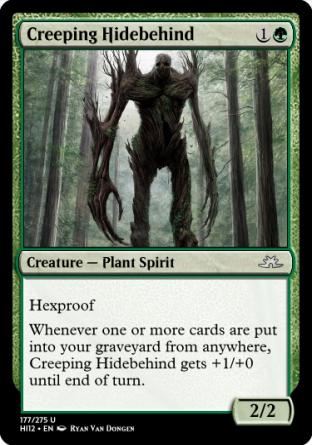 Creeping Hidebehind 1
Creature — Plant Spirit
Hexproof
Whenever one or more cards are put
into your graveyard from anywhere,
Creeping Hidebehind gets +1/+0
until end of turn.
2/2
177/275 U
HI12 • EN Ryan Van Dongen